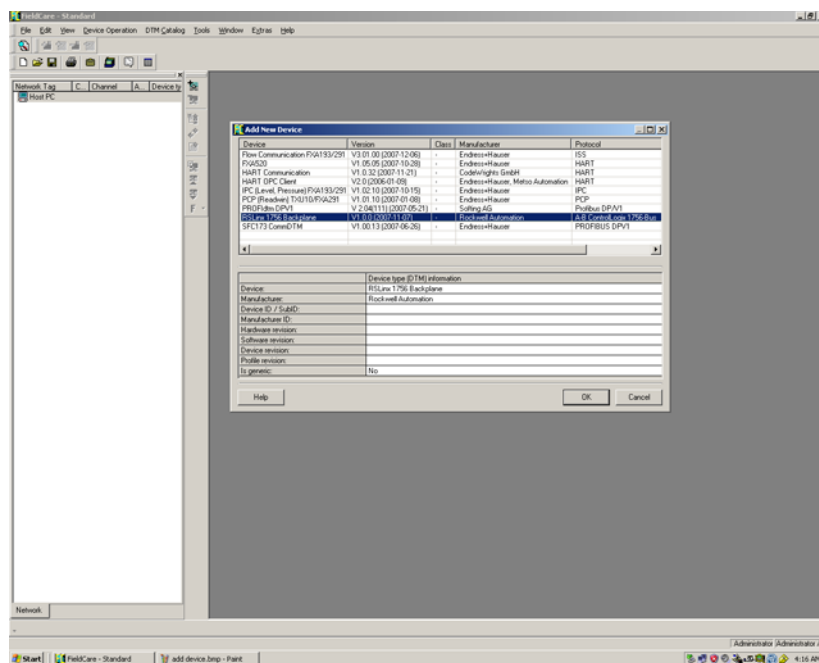 FieldCare - Standard
File Edit View Device Operation DTM Catalog Tools Window Extras Help
Network Tag C... Channel A... Device ty
Host PC
Add New Device
Device Version Class Manufacturer Protocol
Flow Communication FXA193/291 V3.01.00 (2007-12-06) - Endress+Hauser ISS
FXA520 V1.05.05 (2007-10-28) - Endress+Hauser HART
HART Communication V1.0.32 (2007-11-21) - CodeWrights GmbH HART
HART OPC Client V2.0 (2006-01-09) - Endress+Hauser, Metso Automation HART
IPC (Level, Pressure) FXA193/291 V1.02.10 (2007-10-15) - Endress+Hauser IPC
PCP (Readwin) TXU10/FXA291 V1.01.10 (2007-01-08) - Endress+Hauser PCP
PROFIdtm DPV1 V 2.04(111) (2007-05-21) - Softing AG Profibus DP/V1
RSLinx 1756 Backplane V1.0.0 (2007-11-07) - Rockwell Automation A-B ControlLogix 1756-Bus
SFC173 CommDTM V1.00.13 (2007-06-26) - Endress+Hauser PROFIBUS DPV1
Device type (DTM) information
Device: RSLinx 1756 Backplane
Manufacturer: Rockwell Automation
Device ID / SubID:
Manufacturer ID:
Hardware revision:
Software revision:
Device revision:
Profile revision:
Is generic: No
Help OK Cancel
F
Network
Administrator Administrator
Start FieldCare - Standard add device.bmp - Paint 4:16 AM